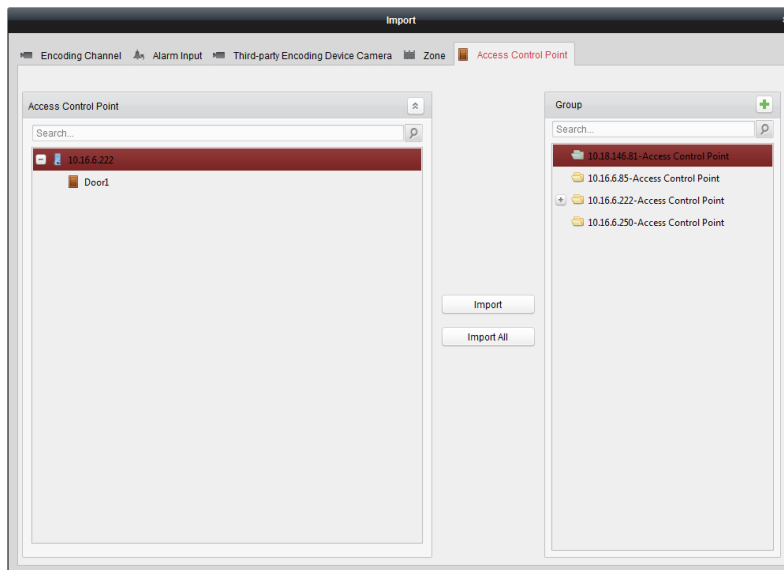 Import
Encoding Channel Alarm Input Third-party Encoding Device Camera Zone Access Control Point
Access Control Point
Search...
10.16.6.222
Door1
Import
Import All
Group
Search...
10.18.146.81-Access Control Point
10.16.6.85-Access Control Point
10.16.6.222-Access Control Point
10.16.6.250-Access Control Point